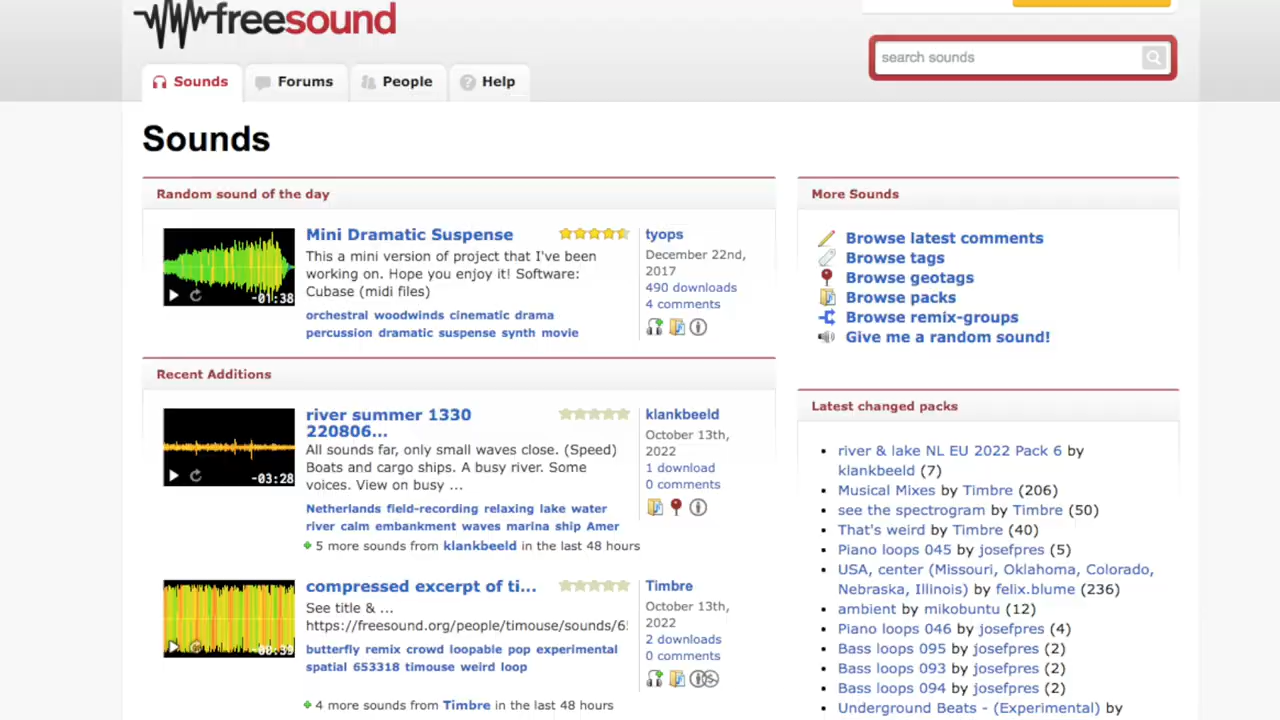 freesound
search sounds
Sounds
Forums
People
Help
Sounds
Random sound of the day
-01:38
Mini Dramatic Suspense
This a mini version of project that I've been
working on. Hope you enjoy it! Software:
Cubase (midi files)
orchestral woodwinds cinematic drama
percussion dramatic suspense synth movie
tyops
December 22nd,
2017
490 downloads
4 comments
Recent Additions
-03:28
river summer 1330
220806...
All sounds far, only small waves close. (Speed)
Boats and cargo ships. A busy river. Some
voices. View on busy ...
Netherlands field-recording relaxing lake water
river calm embankment waves marina ship Amer
5 more sounds from klankbeeld in the last 48 hours
klankbeeld
October 13th,
2022
1 download
0 comments
-00:39
compressed excerpt of ti...
See title & ...
https://freesound.org/people/timouse/sounds/65
butterfly remix crowd loopable pop experimental
spatial 653318 timouse weird loop
4 more sounds from Timbre in the last 48 hours
Timbre
October 13th,
2022
2 downloads
0 comments
More Sounds
Browse latest comments
Browse tags
Browse geotags
Browse packs
Browse remix-groups
Give me a random sound!
Latest changed packs
river & lake NL EU 2022 Pack 6 by
klankbeeld (7)
Musical Mixes by Timbre (206)
see the spectrogram by Timbre (50)
That's weird by Timbre (40)
Piano loops 045 by josefpres (5)
USA, center (Missouri, Oklahoma, Colorado,
Nebraska, Illinois) by felix.blume (236)
ambient by mikobuntu (12)
Piano loops 046 by josefpres (4)
Bass loops 095 by josefpres (2)
Bass loops 093 by josefpres (2)
Bass loops 094 by josefpres (2)
Underground Beats - (Experimental) by